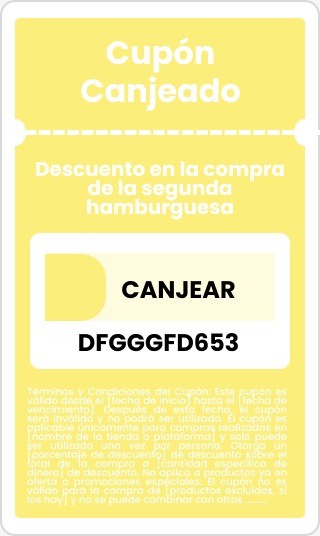 Cupón
Canjeado
Descuento en la compra
de la segunda
hamburguesa
CANJEAR
DFGGGFD653
Términos y Condiciones del Cupón: Este cupón es
válido desde el [fecha de inicio] hasta el [fecha de
vencimiento]. Después de esta fecha, el cupón
será inválido y no podrá ser utilizado. El cupón es
aplicable únicamente para compras realizadas en
[nombre de la tienda o plataforma] y solo puede
ser utilizado una vez por persona. Otorga un
[porcentaje de descuento] de descuento sobre el
total de la compra o [cantidad específica de
dinero] de descuento. No aplica a productos ya en
oferta o promociones especiales. El cupón no es
válido para la compra de [productos excluidos, si
los hay] y no se puede combinar con otros ..........